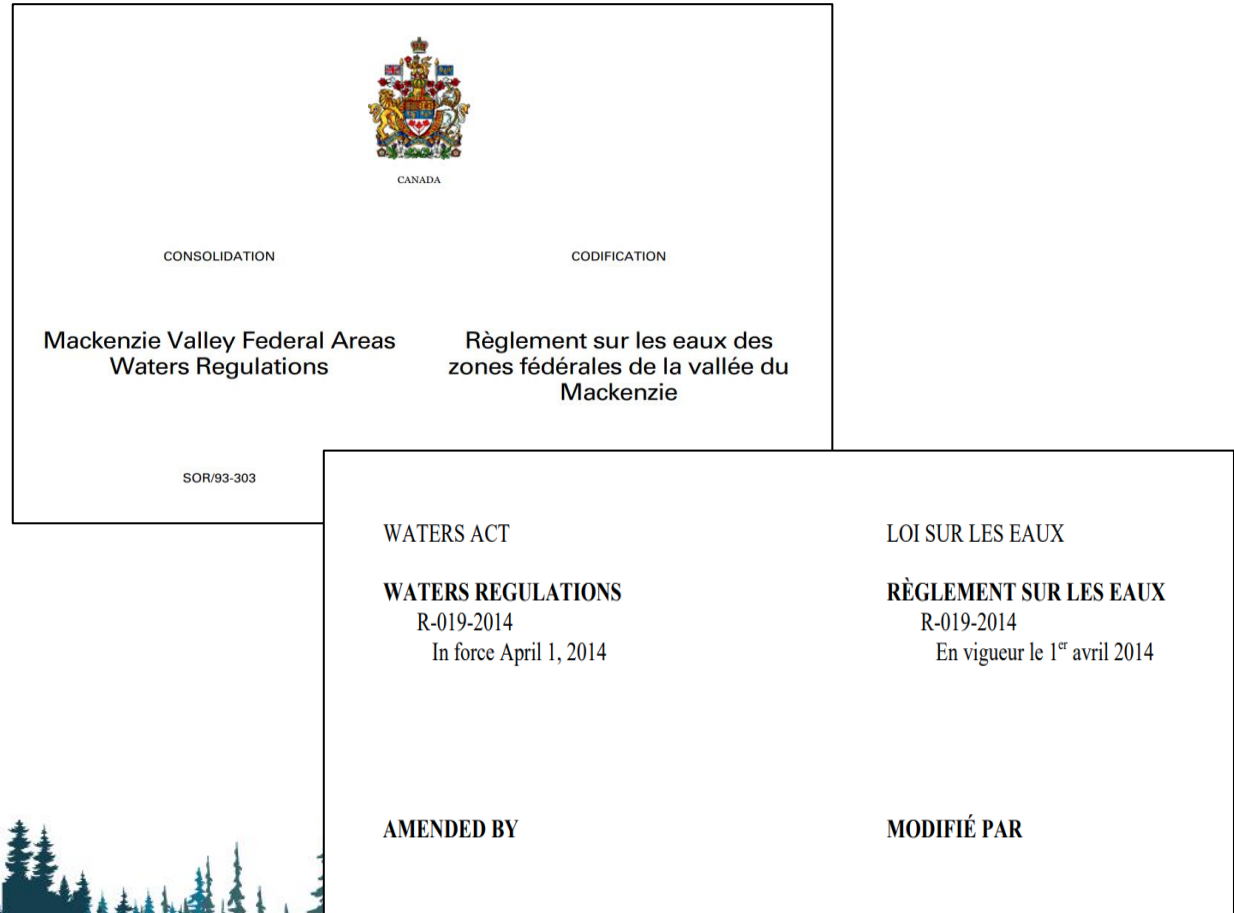 CANADA
CONSOLIDATION
CODIFICATION
Mackenzie Valley Federal Areas
Waters Regulations
Règlement sur les eaux des
zones fédérales de la vallée du
Mackenzie
SOR/93-303
WATERS ACT
WATERS REGULATIONS
R-019-2014
In force April 1, 2014
AMENDED BY
LOI SUR LES EAUX
RÈGLEMENT SUR LES EAUX
R-019-2014
En vigueur le 1er avril 2014
MODIFIÉ PAR